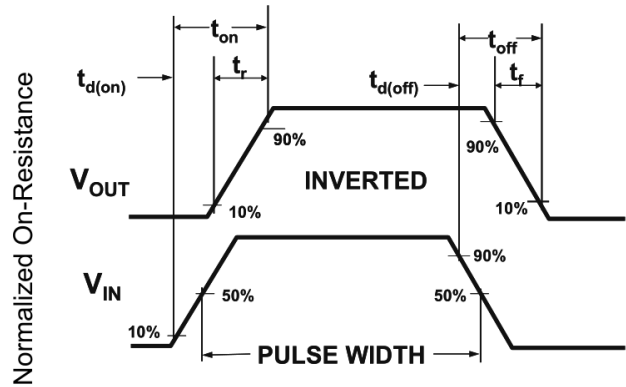 Normalized On-Resistance
ton
toff
td(on)
tr
td(off)
tf
90%
90%
VOUT
INVERTED
10%
10%
90%
VIN
50%
50%
10%
PULSE WIDTH